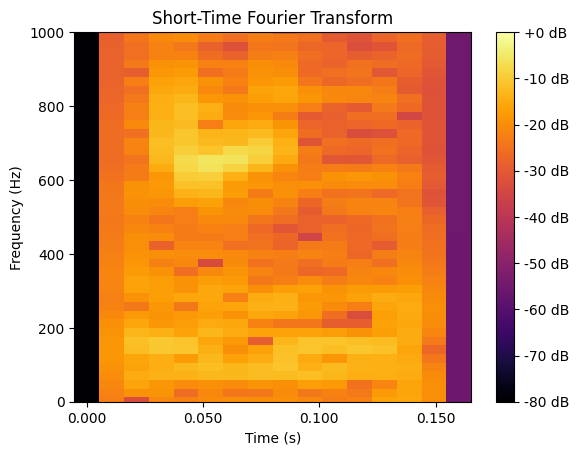 Short-Time Fourier Transform
1000
800
600
400
200
0
Frequency (Hz)
0.000
0.050
0.100
0.150
Time (s)
+0 dB
-10 dB
-20 dB
-30 dB
-40 dB
-50 dB
-60 dB
-70 dB
-80 dB